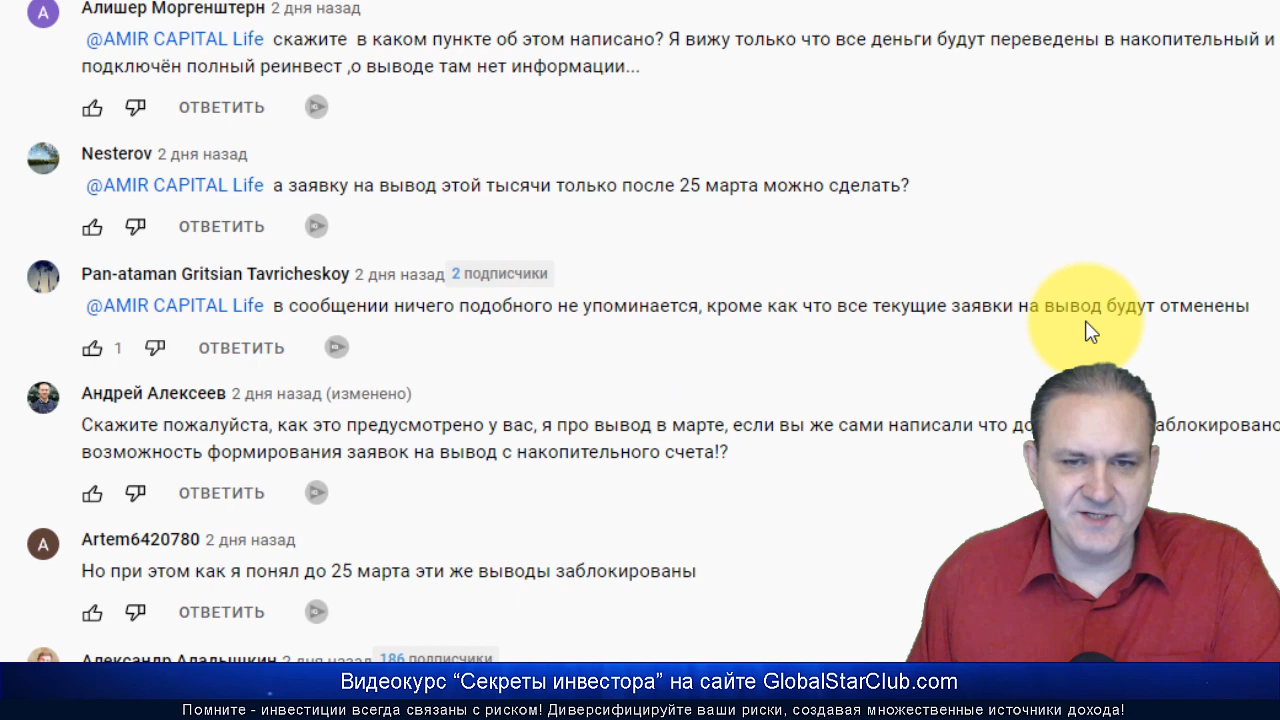 А
Алишер Моргенштерн 2 дня назад
@AMIR CAPITAL Life скажите в каком пункте об этом написано? Я вижу только что все деньги будут переведены в накопительный и
подключён полный реинвест ,о выводе там нет информации...
ОТВЕТИТЬ
Nesterov 2 дня назад
@AMIR CAPITAL Life а заявку на вывод этой тысячи только после 25 марта можно сделать?
ОТВЕТИТЬ
Pan-ataman Gritsian Tavricheskoy 2 дня назад 2 подписчики
@AMIR CAPITAL Life в сообщении ничего подобного не упоминается, кроме как что все текущие заявки на вывод будут отменены
1 ОТВЕТИТЬ
Андрей Алексеев 2 дня назад (изменено)
Скажите пожалуйста, как это предусмотрено у вас, я про вывод в марте, если вы же сами написали что
возможность формирования заявок на вывод с накопительного счета!?
ОТВЕТИТЬ
А
Artem6420780 2 дня назад
Но при этом как я понял до 25 марта эти же выводы заблокированы
ОТВЕТИТЬ
Александр Аладышкин 2 дня назад 186 подписчики
Видеокурс “Секреты инвестора” на сайте GlobalStarClub.com
Помните - инвестиции всегда связаны с риском! Диверсифицируйте ваши риски, создавая множественные источники дохода!